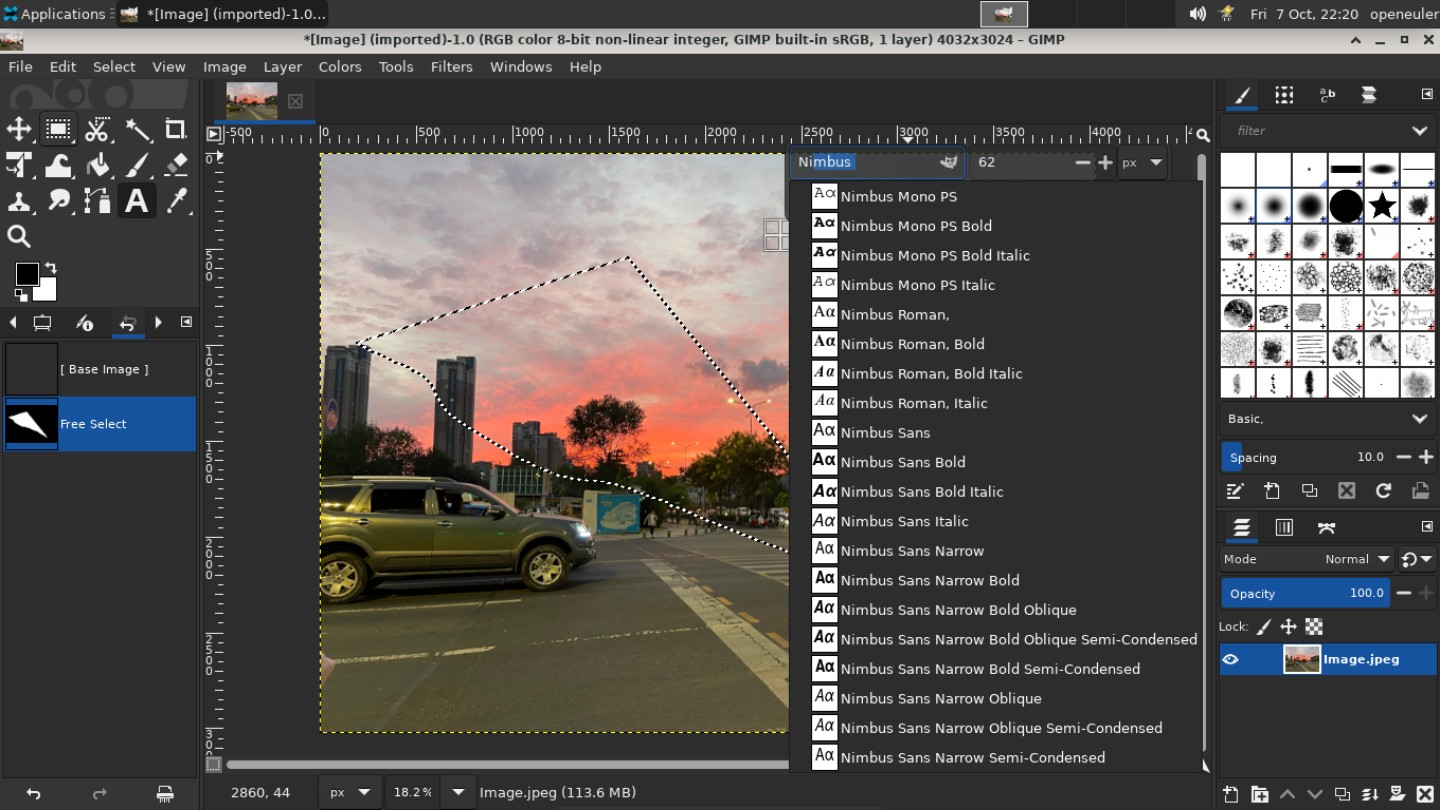 Applications
*[Image] (imported)-1.0...
Fri 7 Oct, 22:20
openeuler
*[Image] (imported)-1.0 (RGB color 8-bit non-linear integer, GIMP built-in sRGB, 1 layer) 4032x3024 – GIMP
File Edit Select View Image Layer Colors Tools Filters Windows Help
-500 0 500 1000 1500 2000 2500 3000 3500 4000
0
500
1000
1500
2000
2500
Nimbus
62
px
Nimbus Mono PS
Nimbus Mono PS Bold
Nimbus Mono PS Bold Italic
Nimbus Mono PS Italic
Nimbus Roman,
Nimbus Roman, Bold
Nimbus Roman, Bold Italic
Nimbus Roman, Italic
Nimbus Sans
Nimbus Sans Bold
Nimbus Sans Bold Italic
Nimbus Sans Italic
Nimbus Sans Narrow
Nimbus Sans Narrow Bold
Nimbus Sans Narrow Bold Oblique
Nimbus Sans Narrow Bold Oblique Semi-Condensed
Nimbus Sans Narrow Bold Semi-Condensed
Nimbus Sans Narrow Oblique
Nimbus Sans Narrow Oblique Semi-Condensed
Nimbus Sans Narrow Semi-Condensed
[ Base Image ]
Free Select
filter
Basic,
Spacing 10.0
Mode Normal
Opacity 100.0
Lock:
Image.jpeg
2860, 44
px
18.2%
Image.jpeg (113.6 MB)